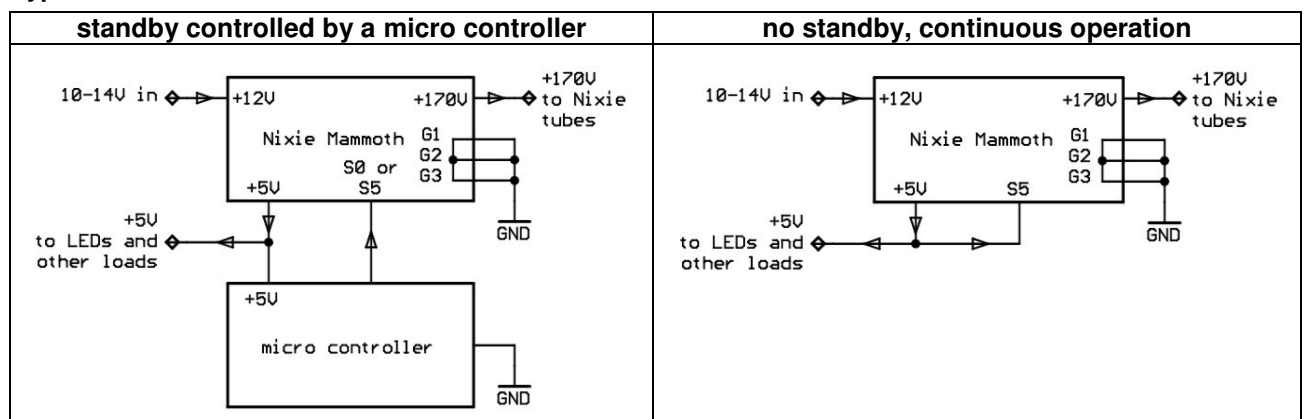 standby controlled by a micro controller
no standby, continuous operation
10-14V in
+12V
+170V
+170V
to Nixie
tubes
Nixie Mammoth
G1
G2
G3
S0 or
S5
+5V
GND
+5V
to LEDs and
other loads
+5V
micro controller
GND
10-14V in
+12V
+170V
+170V
to Nixie
tubes
Nixie Mammoth
G1
G2
G3
+5V
S5
GND
+5V
to LEDs and
other loads